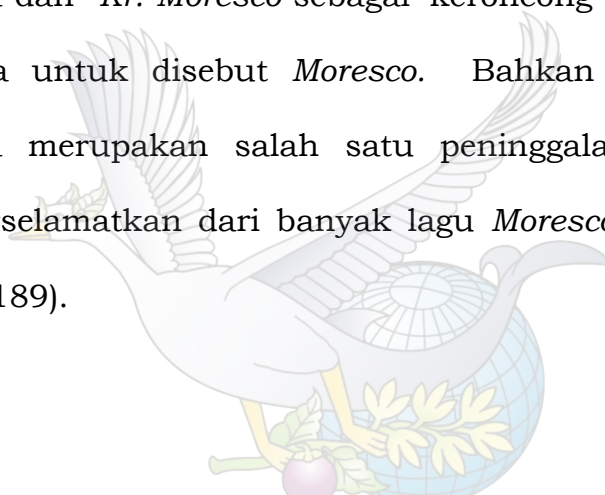 dan "Kr. Moresco sebagai keroncong
untuk disebut Moresco. Bahkan
merupakan salah satu peninggala
selamatkan dari banyak lagu Moresco
189).